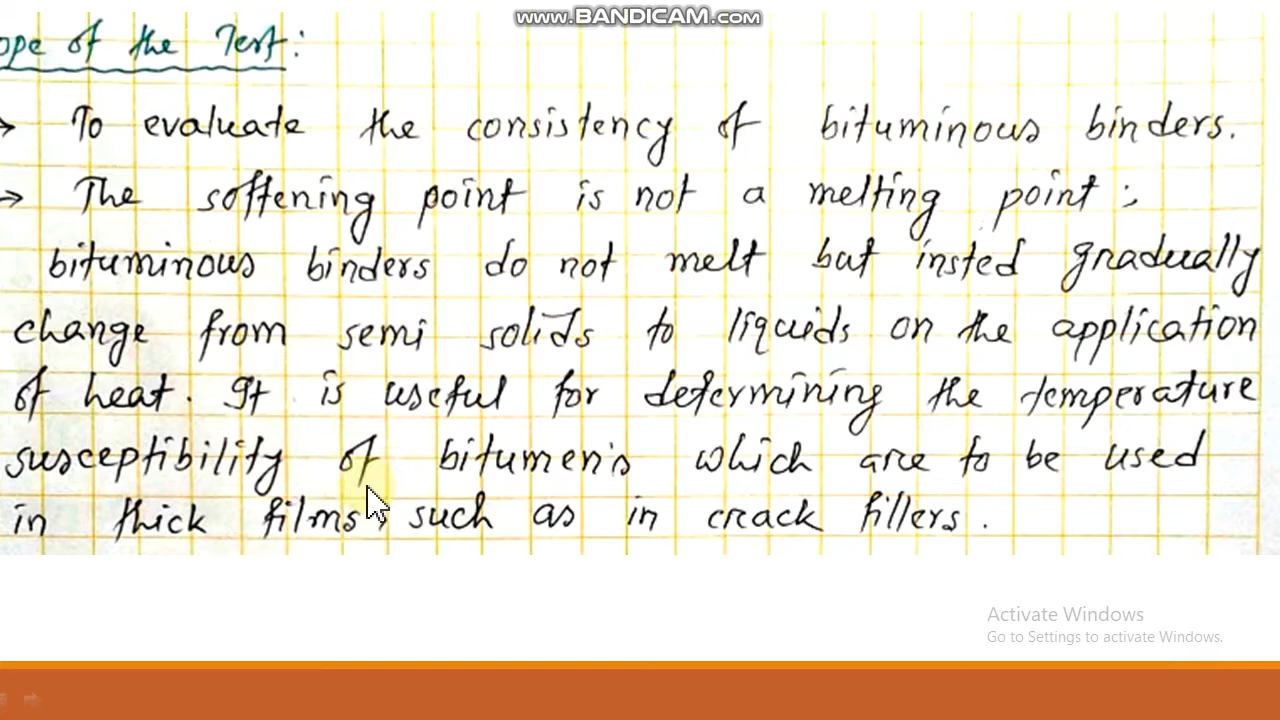 www.BANDICAM.com
ope of the Test:
→ To evaluate the consistency of bituminous binders.
→ The softening point is not a melting point:
bituminous binders do not melt but insted gradually
change from semi solids to liquids on the application
of heat. It is useful for determining the temperature
susceptibility of bitumen's which are to be used
in thick films, such as in crack fillers.
Activate Windows
Go to Settings to activate Windows.